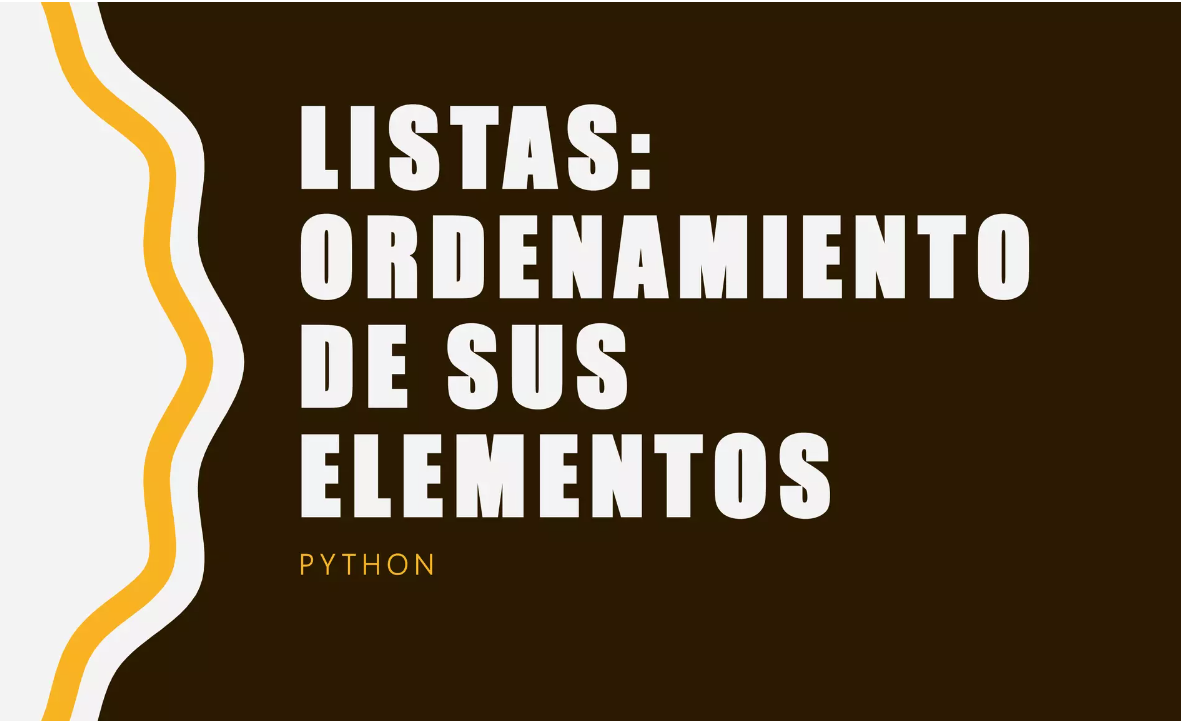 LISTAS:
ORDENAMIENTO
DE SUS
ELEMENTOS
PYTHON